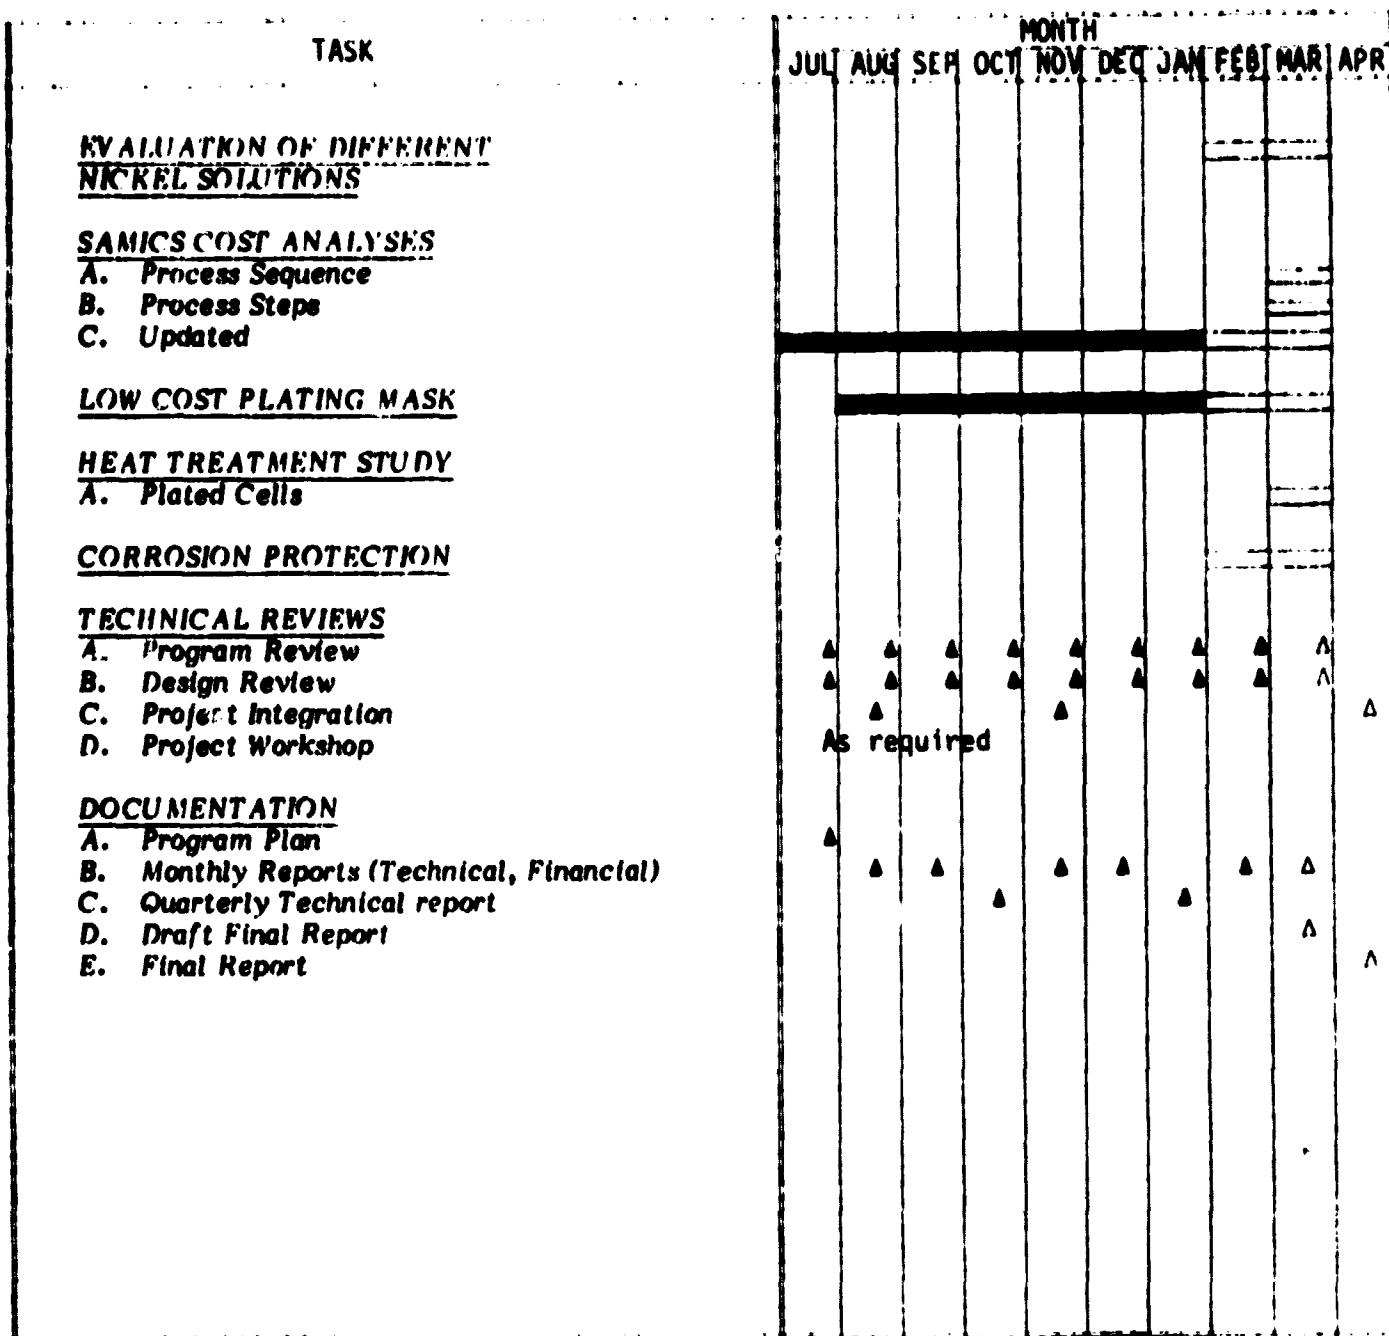 TASK
MONTH
JUL AUG SEP OCT NOV DEC JAN FEB MAR APR
EVALUATION OF DIFFERENT
NICKEL SOLUTIONS
SAMICS COST ANALYSES
A. Process Sequence
B. Process Steps
C. Updated
LOW COST PLATING MASK
HEAT TREATMENT STUDY
A. Plated Cells
CORROSION PROTECTION
TECHNICAL REVIEWS
A. Program Review
B. Design Review
C. Project Integration
D. Project Workshop As required
DOCUMENTATION
A. Program Plan
B. Monthly Reports (Technical, Financial)
C. Quarterly Technical report
D. Draft Final Report
E. Final Report